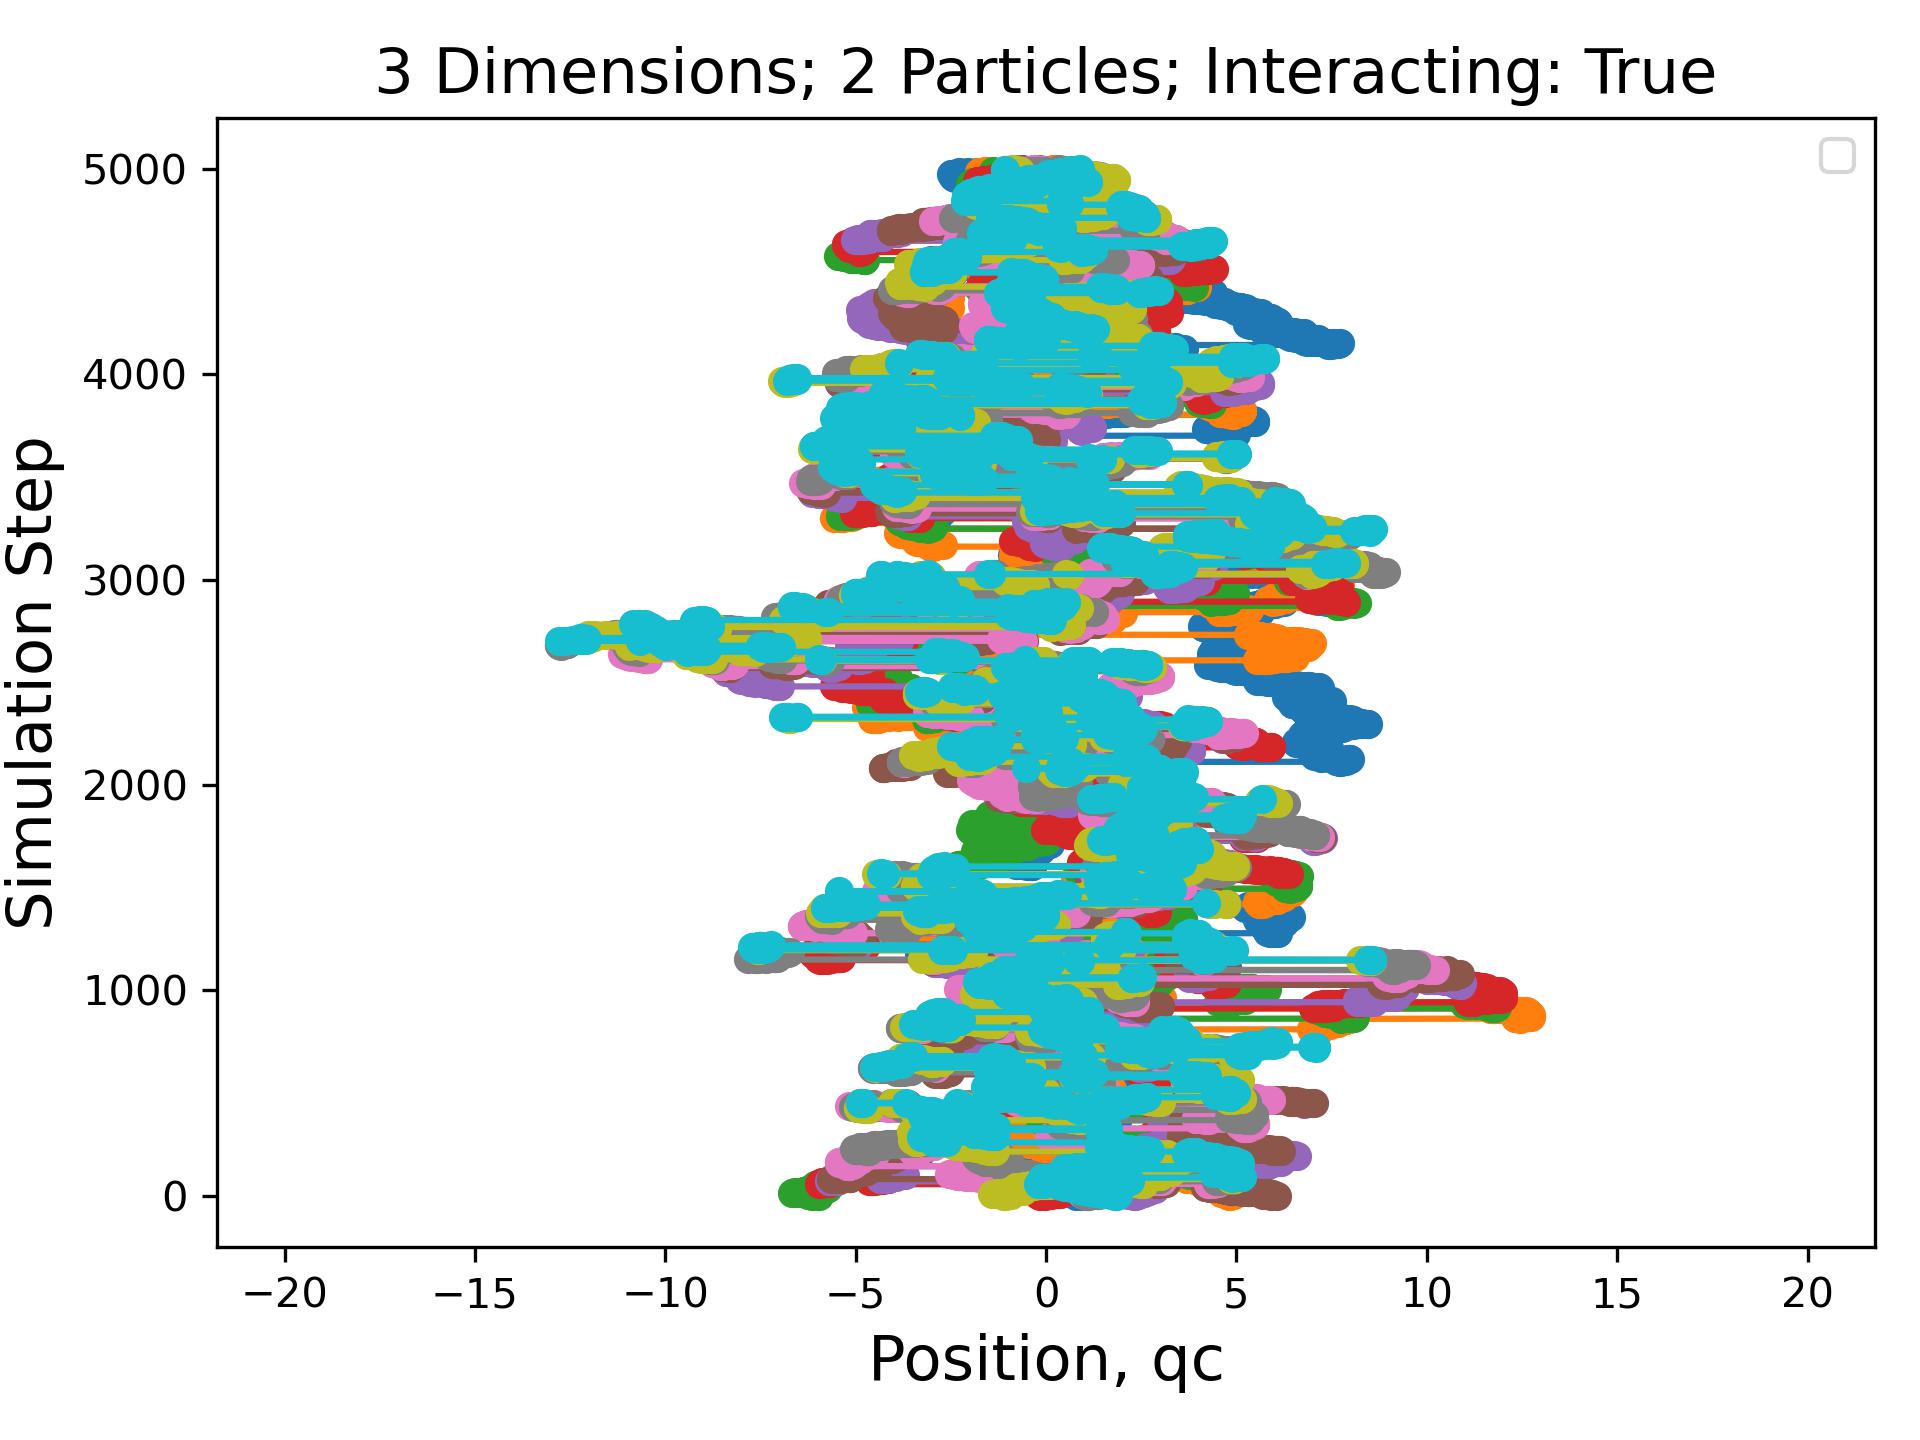 3 Dimensions; 2 Particles; Interacting: True
5000
4000
3000
2000
1000
0
Simulation Step
−20 −15 −10 −5 0 5 10 15 20
Position, qc